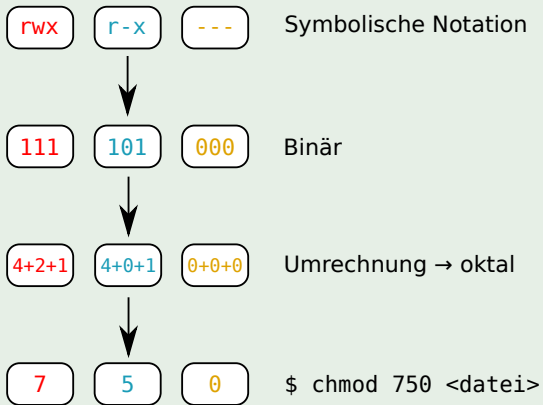 rwx r-x --- Symbolische Notation
111 101 000 Binär
4+2+1 4+0+1 0+0+0 Umrechnung → oktal
7 5 0 $ chmod 750 <datei>